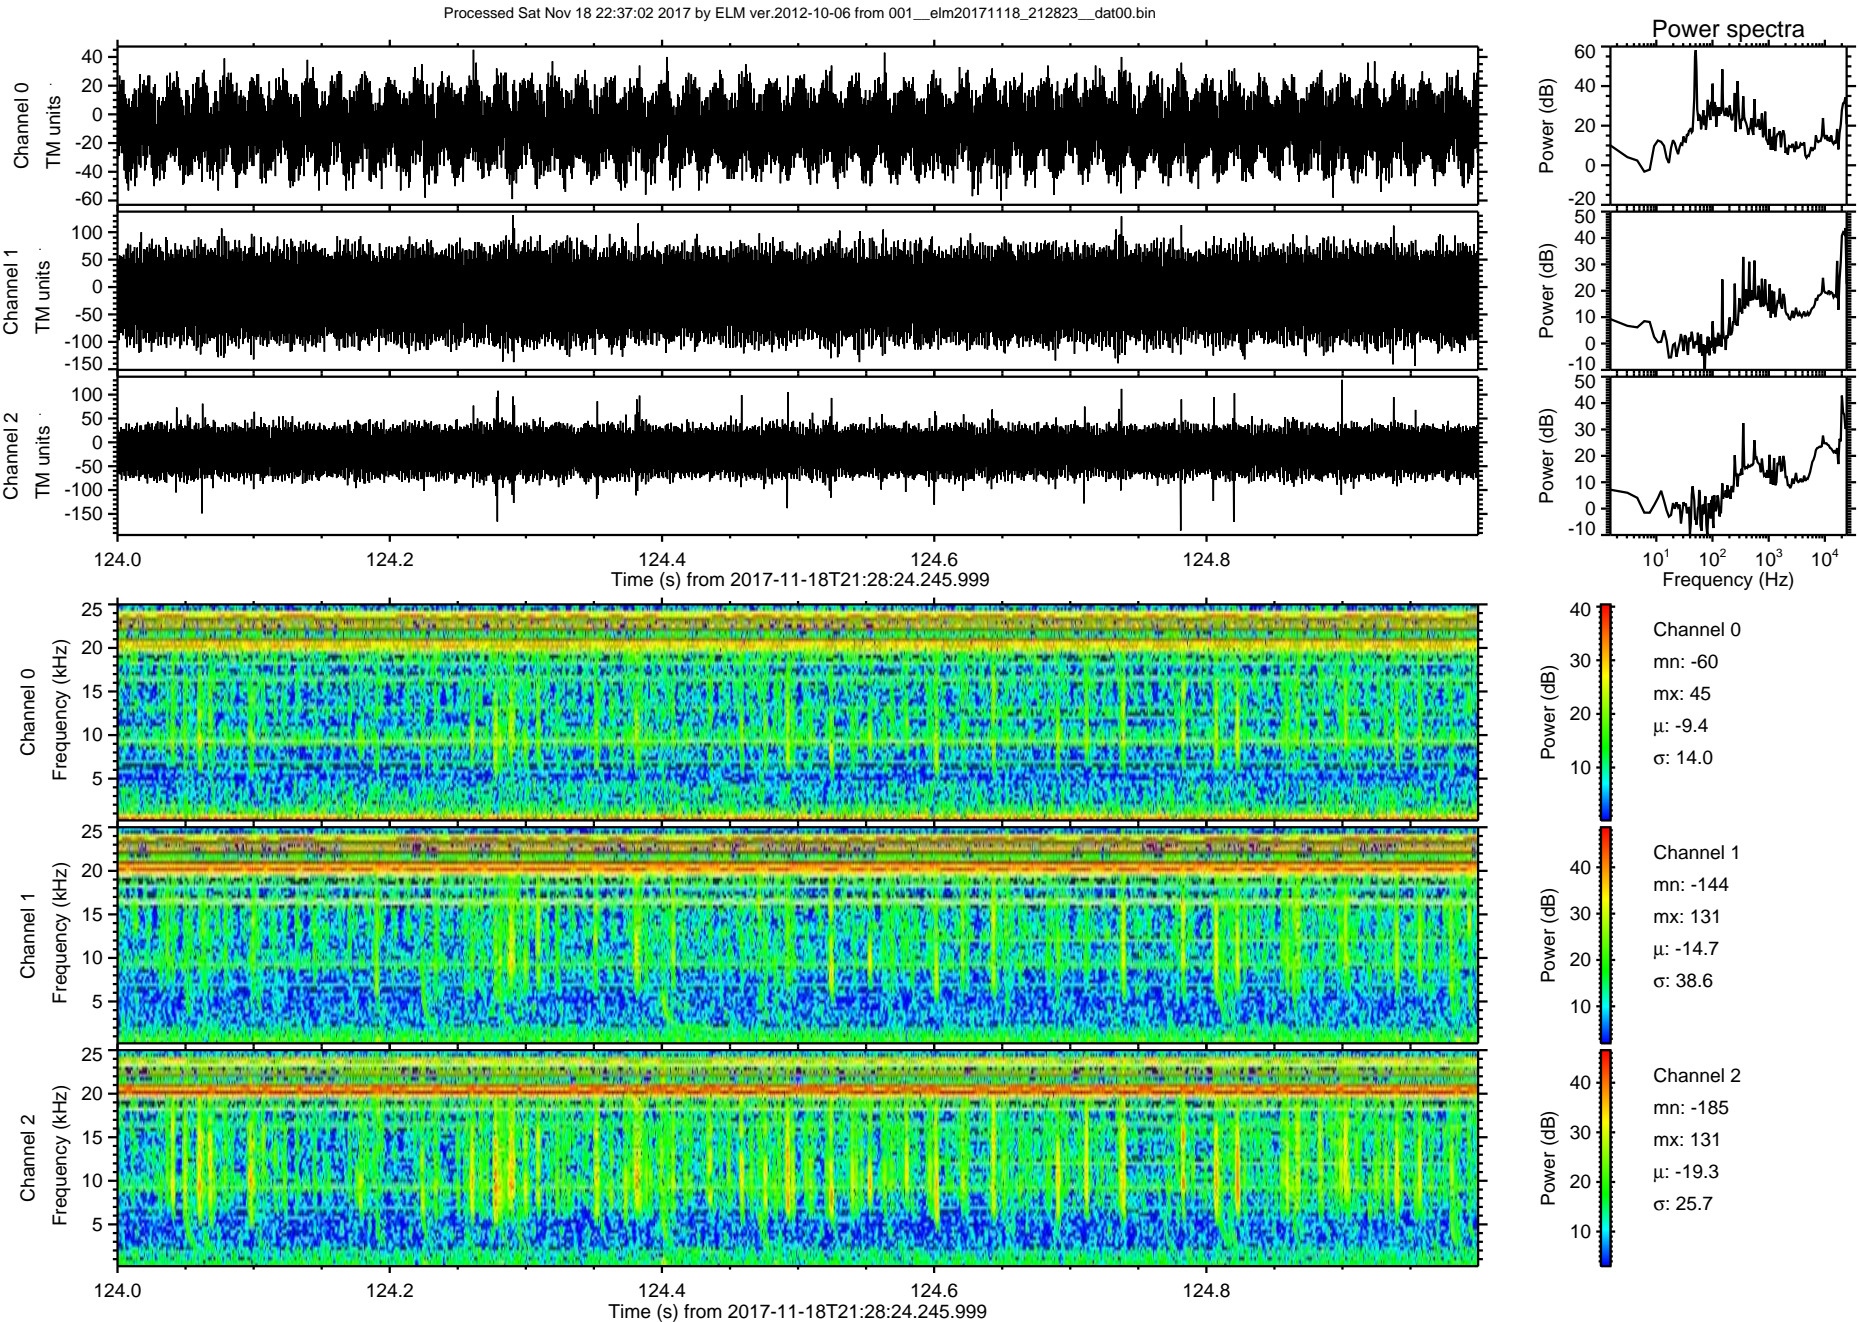 Processed Sat Nov 18 22:37:02 2017 by ELM ver.2012-10-06 from 001__elm20171118_212823__dat00.bin
Power spectra
Channel 0
TM units
40
20
0
-20
-40
-60
Power (dB)
60
40
20
0
-20
Channel 1
TM units
100
50
0
-50
-100
-150
Power (dB)
50
40
30
20
10
0
-10
Channel 2
TM units
100
50
0
-50
-100
-150
Power (dB)
50
40
30
20
10
0
-10
124.0 124.2 124.4 124.6 124.8
Time (s) from 2017-11-18T21:28:24.245.999
10¹ 10² 10³ 10⁴
Frequency (Hz)
Channel 0
Frequency (kHz)
25
20
15
10
5
Power (dB)
40
30
20
10
Channel 0
mn: -60
mx: 45
μ: -9.4
σ: 14.0
Channel 1
Frequency (kHz)
25
20
15
10
5
Power (dB)
40
30
20
10
Channel 1
mn: -144
mx: 131
μ: -14.7
σ: 38.6
Channel 2
Frequency (kHz)
25
20
15
10
5
Power (dB)
40
30
20
10
Channel 2
mn: -185
mx: 131
μ: -19.3
σ: 25.7
124.0 124.2 124.4 124.6 124.8
Time (s) from 2017-11-18T21:28:24.245.999